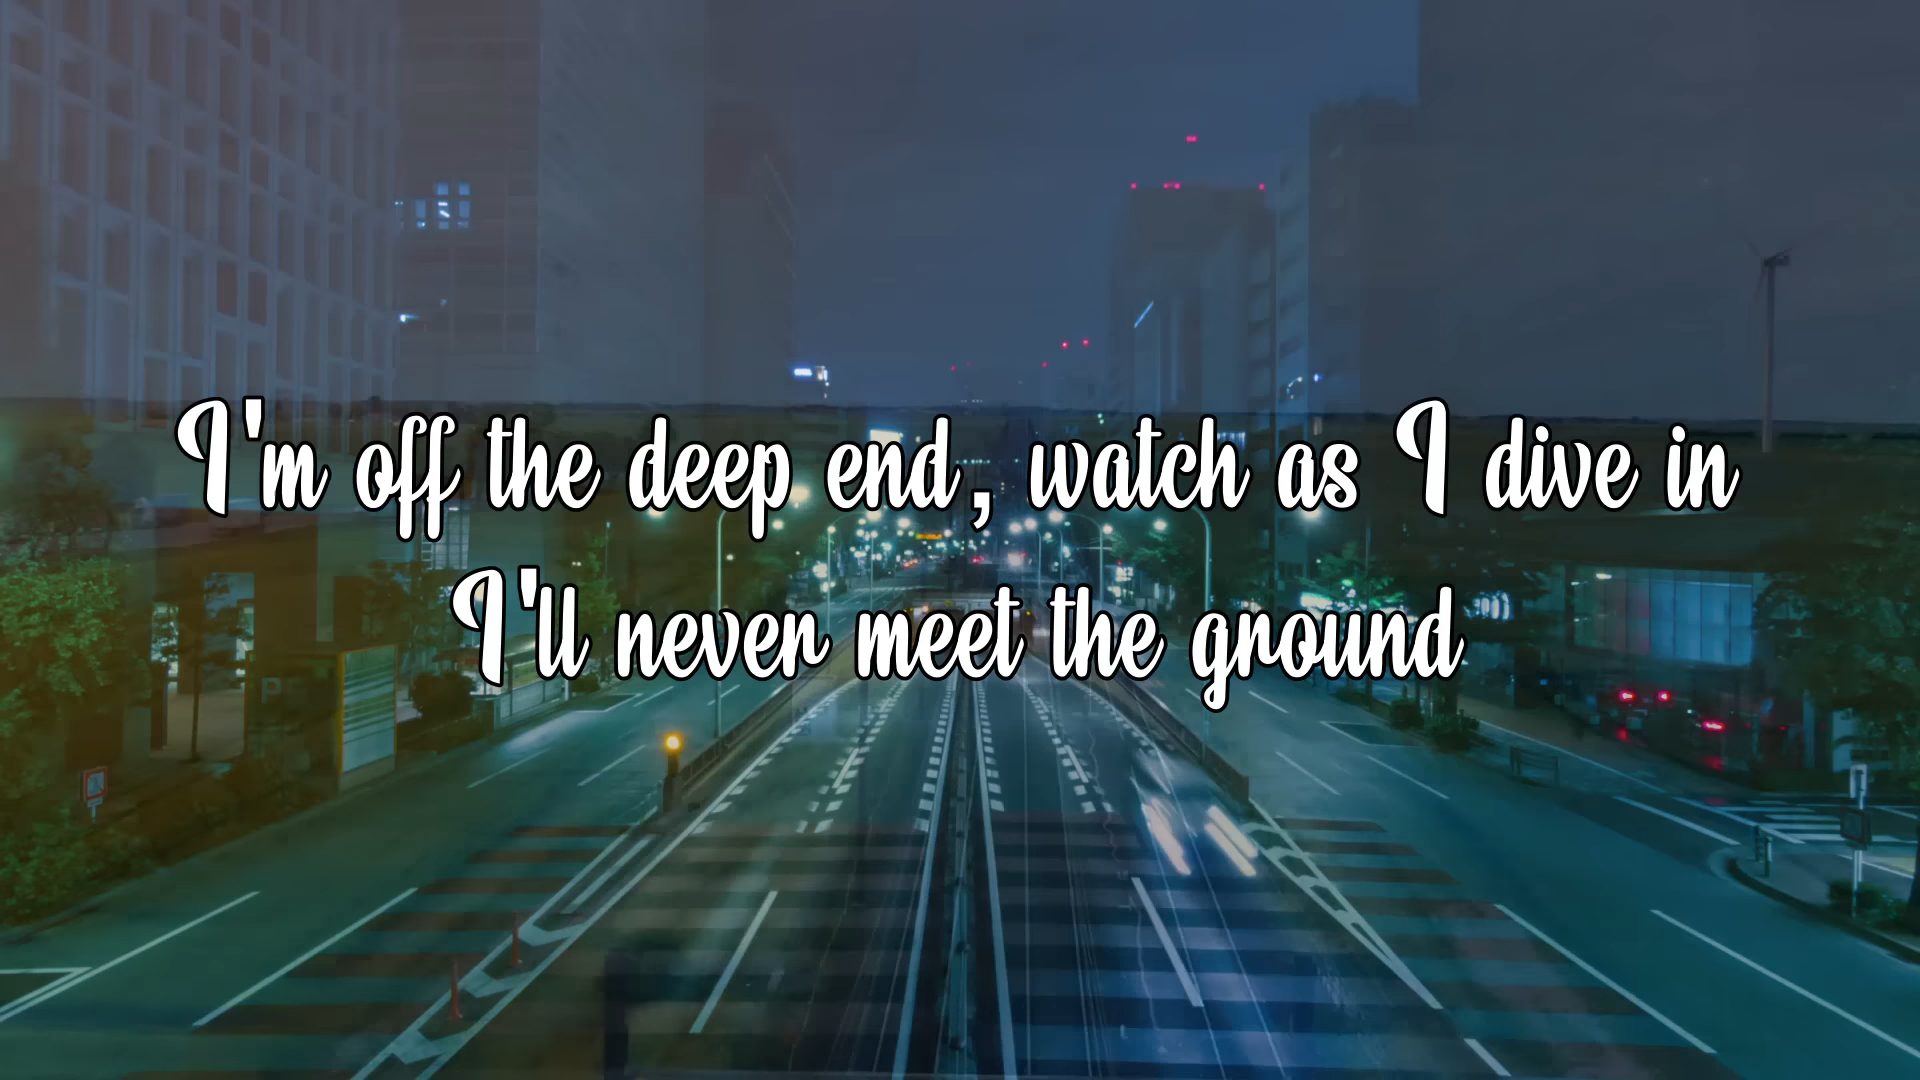 I'm off the deep end, watch as I dive in
I'll never meet the ground